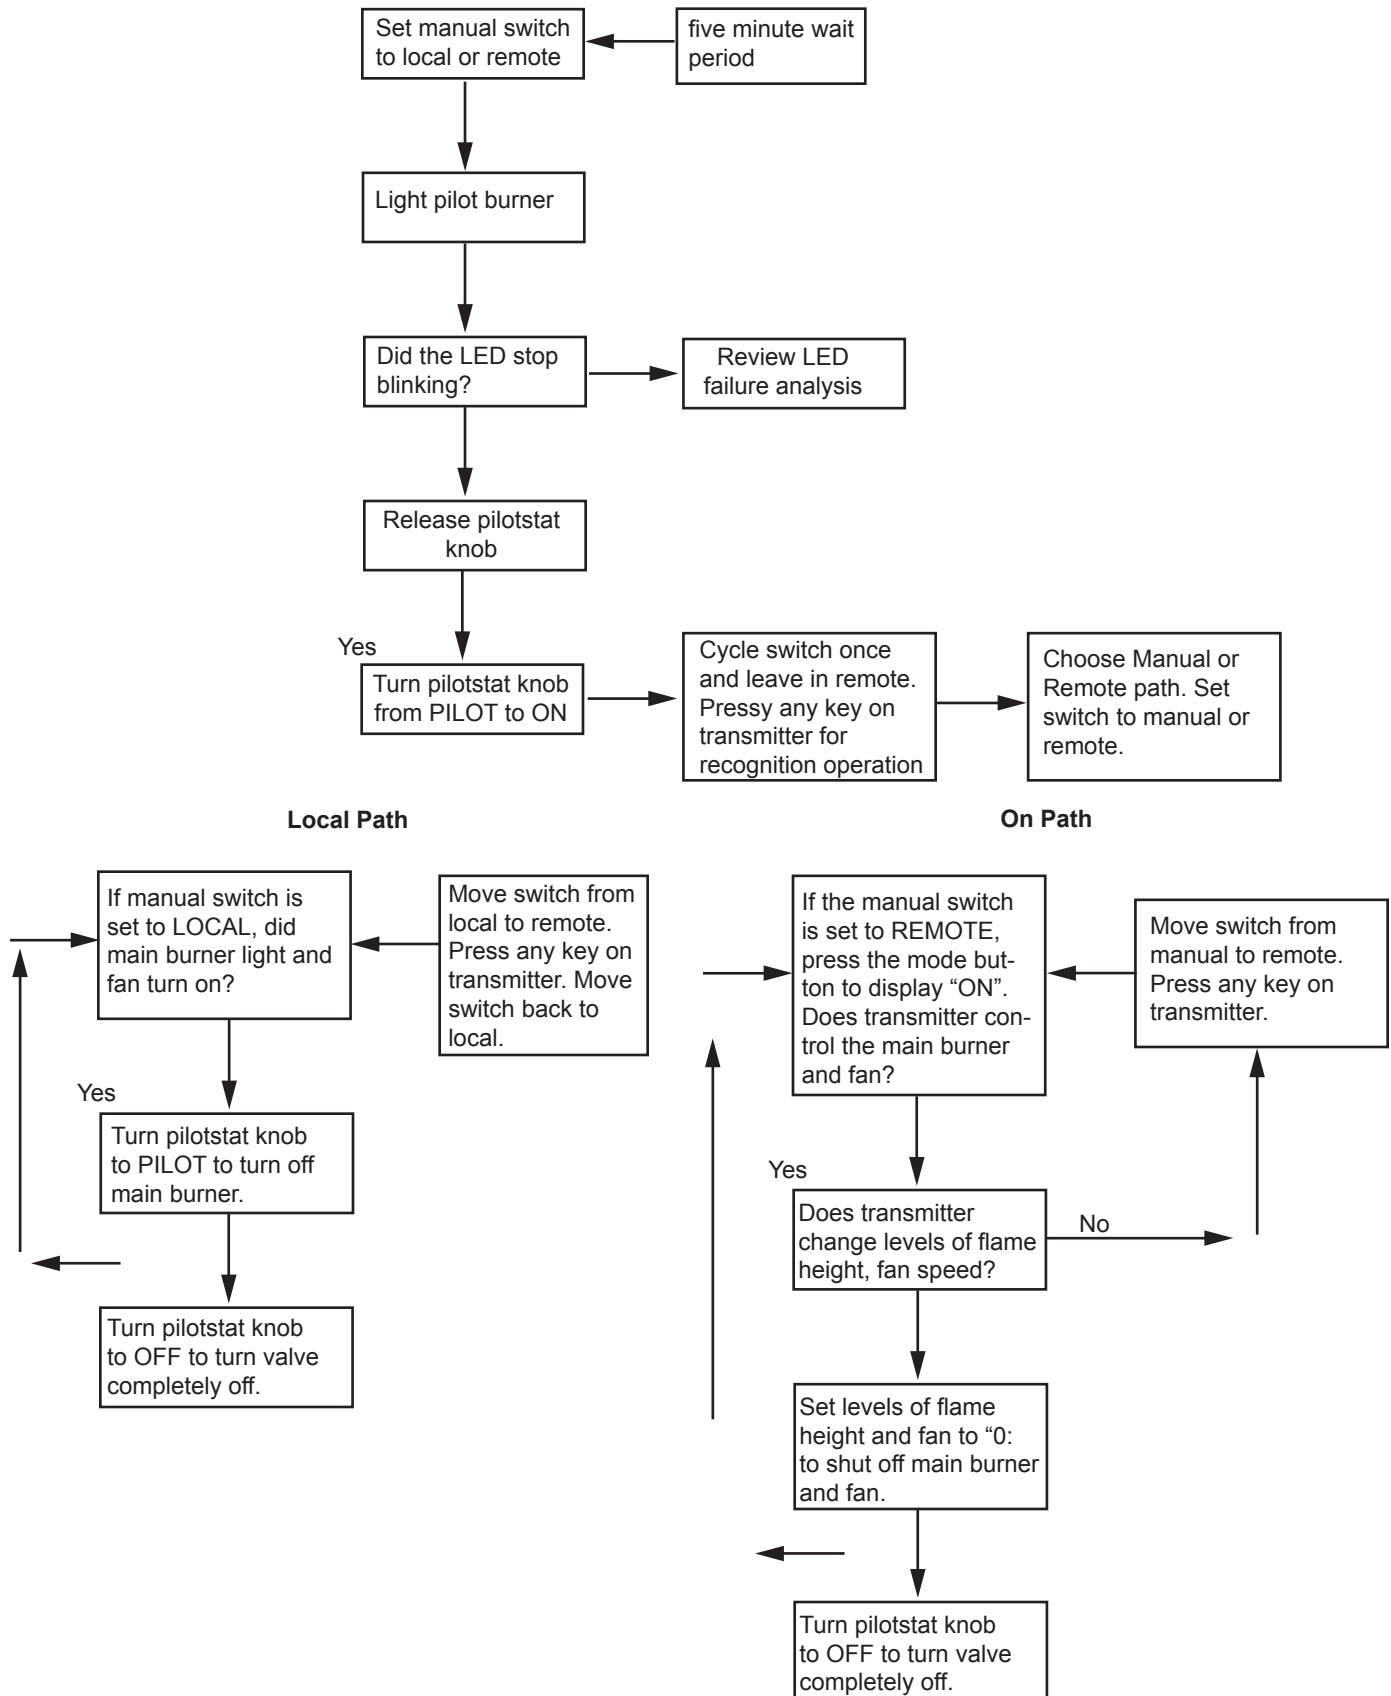 Set manual switch
to local or remote
five minute wait
period
Light pilot burner
Did the LED stop
blinking?
Review LED
failure analysis
Release pilotstat
knob
Yes
Turn pilotstat knob
from PILOT to ON
Cycle switch once
and leave in remote.
Pressy any key on
transmitter for
recognition operation
Choose Manual or
Remote path. Set
switch to manual or
remote.
Local Path
If manual switch is
set to LOCAL, did
main burner light and
fan turn on?
Move switch from
local to remote.
Press any key on
transmitter. Move
switch back to
local.
Yes
Turn pilotstat knob
to PILOT to turn off
main burner.
Turn pilotstat knob
to OFF to turn valve
completely off.
On Path
If the manual switch
is set to REMOTE,
press the mode but-
ton to display “ON”.
Does transmitter con-
trol the main burner
and fan?
Move switch from
manual to remote.
Press any key on
transmitter.
Yes
Does transmitter
change levels of flame
height, fan speed?
No
Set levels of flame
height and fan to “0:
to shut off main burner
and fan.
Turn pilotstat knob
to OFF to turn valve
completely off.